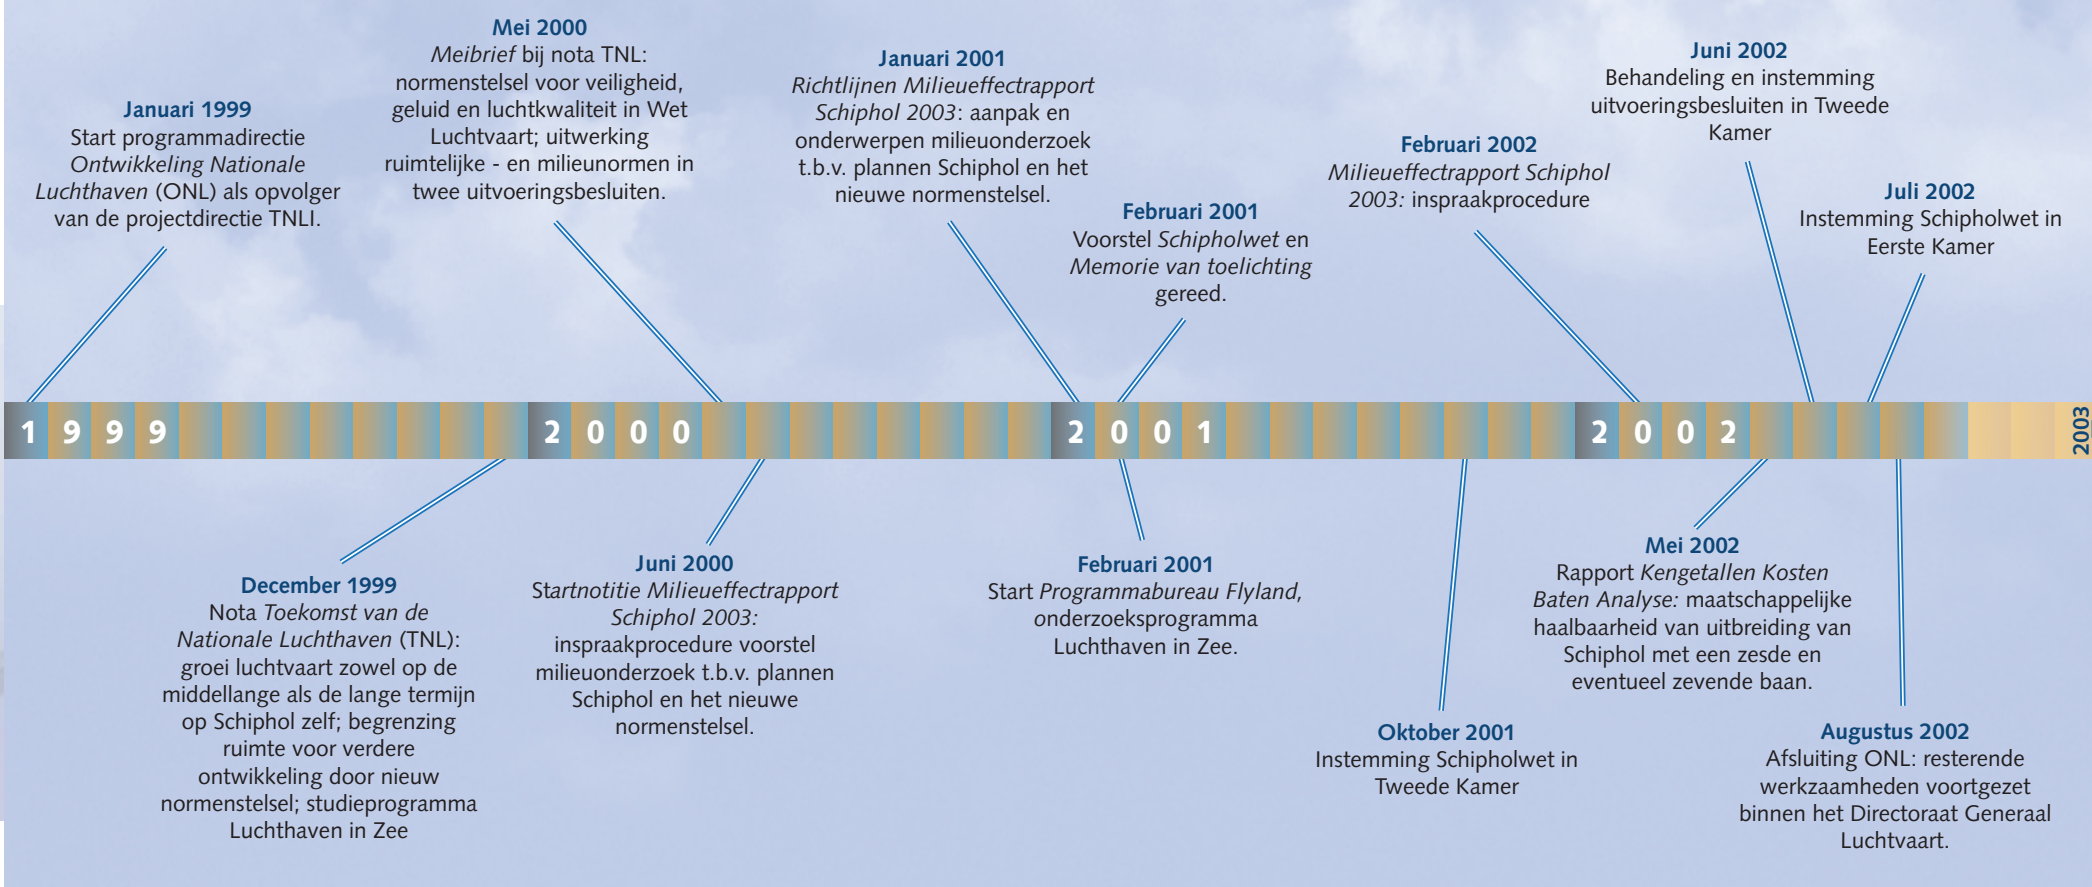 Januari 1999
Start programmadirectie
Ontwikkeling Nationale
Luchthaven (ONL) als opvolger
van de projectdirectie TNLI.
Mei 2000
Meibrief bij nota TNL:
normenstelsel voor veiligheid,
geluid en luchtkwaliteit in Wet
Luchtvaart; uitwerking
ruimtelijke - en milieunormen in
twee uitvoeringsbesluiten.
Januari 2001
Richtlijnen Milieueffectrapport
Schiphol 2003: aanpak en
onderwerpen milieuonderzoek
t.b.v. plannen Schiphol en het
nieuwe normenstelsel.
Februari 2001
Voorstel Schipholwet en
Memorie van toelichting
gereed.
Februari 2002
Milieueffectrapport Schiphol
2003: inspraakprocedure
Juni 2002
Behandeling en instemming
uitvoeringsbesluiten in Tweede
Kamer
Juli 2002
Instemming Schipholwet in
Eerste Kamer
1 9 9 9 2 0 0 0 2 0 0 1 2 0 0 2 2003
December 1999
Nota Toekomst van de
Nationale Luchthaven (TNL):
groei luchtvaart zowel op de
middellange als de lange termijn
op Schiphol zelf; begrenzing
ruimte voor verdere
ontwikkeling door nieuw
normenstelsel; studieprogramma
Luchthaven in Zee
Juni 2000
Startnotitie Milieueffectrapport
Schiphol 2003:
inspraakprocedure voorstel
milieuonderzoek t.b.v. plannen
Schiphol en het nieuwe
normenstelsel.
Februari 2001
Start Programmabureau Flyland,
onderzoeksprogramma
Luchthaven in Zee.
Oktober 2001
Instemming Schipholwet in
Tweede Kamer
Mei 2002
Rapport Kengetallen Kosten
Baten Analyse: maatschappelijke
haalbaarheid van uitbreiding van
Schiphol met een zesde en
eventueel zevende baan.
Augustus 2002
Afsluiting ONL: resterende
werkzaamheden voortgezet
binnen het Directoraat Generaal
Luchtvaart.